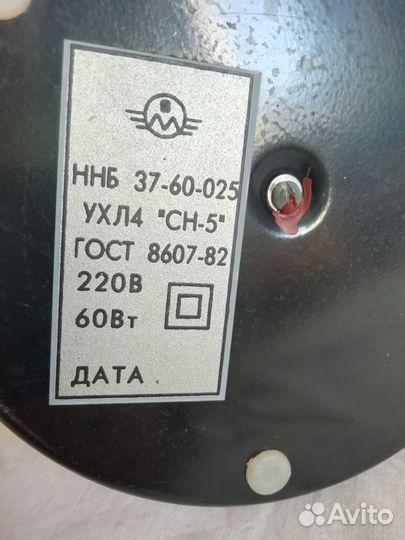 М
ННБ 37-60-025
УХЛ4 "СН-5"
ГОСТ 8607-82
220В
60Вт
ДАТА
Avito